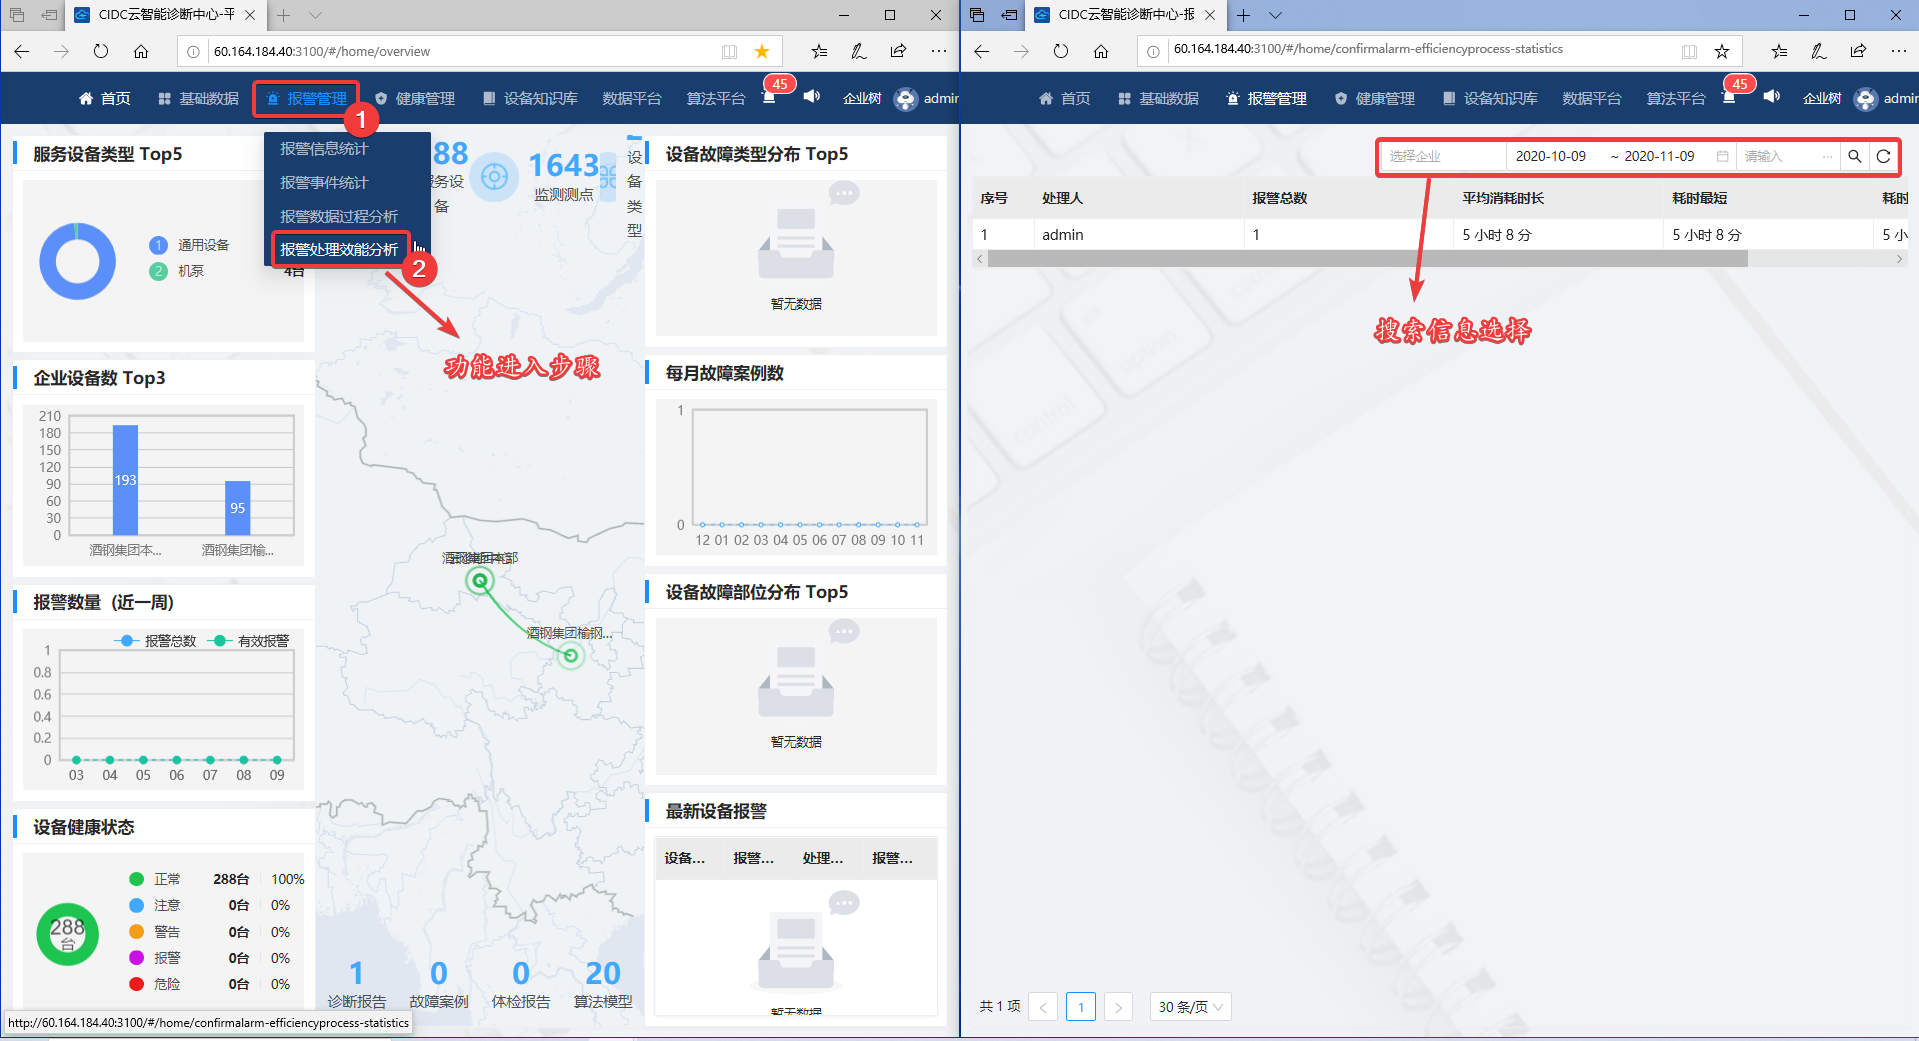 CIDC云智能诊断中心-平
60.164.184.40:3100/#/home/overview
首页
基础数据
报警管理
健康管理
设备知识库
数据平台
算法平台
45
企业树
admin
1
报警信息统计
报警事件统计
报警数据过程分析
报警处理效能分析
2
功能进入步骤
服务设备类型 Top5
1 通用设备
2 机泵
4台
88
服务设备
1643
监测测点
设备类型
企业设备数 Top3
210
180
150
120
90
60
30
0
193
95
酒钢集团本...
酒钢集团榆...
报警数量（近一周）
报警总数
有效报警
1
0.8
0.6
0.4
0.2
0
03 04 05 06 07 08 09
设备健康状态
288
台
正常 288台 100%
注意 0台 0%
警告 0台 0%
报警 0台 0%
危险 0台 0%
酒钢集团榆钢...
1
诊断报告
0
故障案例
0
体检报告
20
算法模型
设备故障类型分布 Top5
暂无数据
每月故障案例数
1
0
12 01 02 03 04 05 06 07 08 09 10 11
设备故障部位分布 Top5
暂无数据
最新设备报警
设备... 报警... 处理... 报警...
暂无数据
http://60.164.184.40:3100/#/home/confirmalarm-efficiencyprocess-statistics
CIDC云智能诊断中心-报
60.164.184.40:3100/#/home/confirmalarm-efficiencyprocess-statistics
首页
基础数据
报警管理
健康管理
设备知识库
数据平台
算法平台
45
企业树
admin
选择企业
2020-10-09 ~ 2020-11-09
请输入 ...
序号 处理人 报警总数 平均消耗时长 耗时最短 耗时
1 admin 1 5 小时 8 分 5 小时 8 分 5 小
搜索信息选择
option
control
共 1 项
1
30 条/页